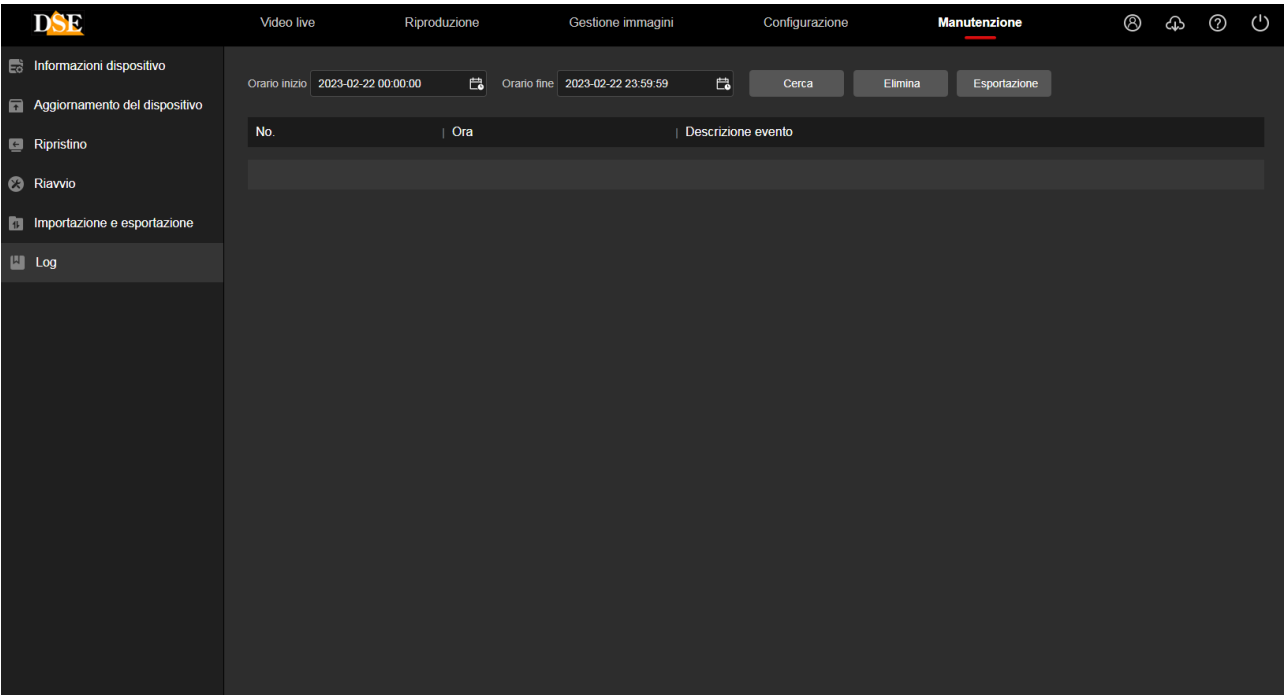 DSE Video live Riproduzione Gestione immagini Configurazione Manutenzione
Informazioni dispositivo
Aggiornamento del dispositivo
Ripristino
Riavvio
Importazione e esportazione
Log
Orario inizio 2023-02-22 00:00:00 Orario fine 2023-02-22 23:59:59 Cerca Elimina Esportazione
No. | Ora | Descrizione evento